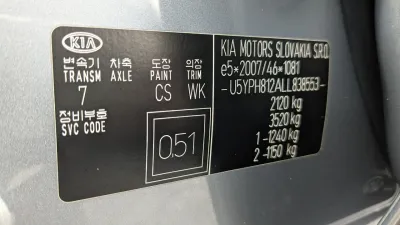 KIA
변속기 차축 도장 의장
TRANSM AXLE PAINT TRIM
7 CS WK
정비부호
SVC CODE
0.51
KIA MOTORS SLOVAKIA S.R.O.
e5*2007/46*1081
-U5YPH812ALL838553-
2120 kg
3520 kg
1 -1240 kg
2 -1150 kg